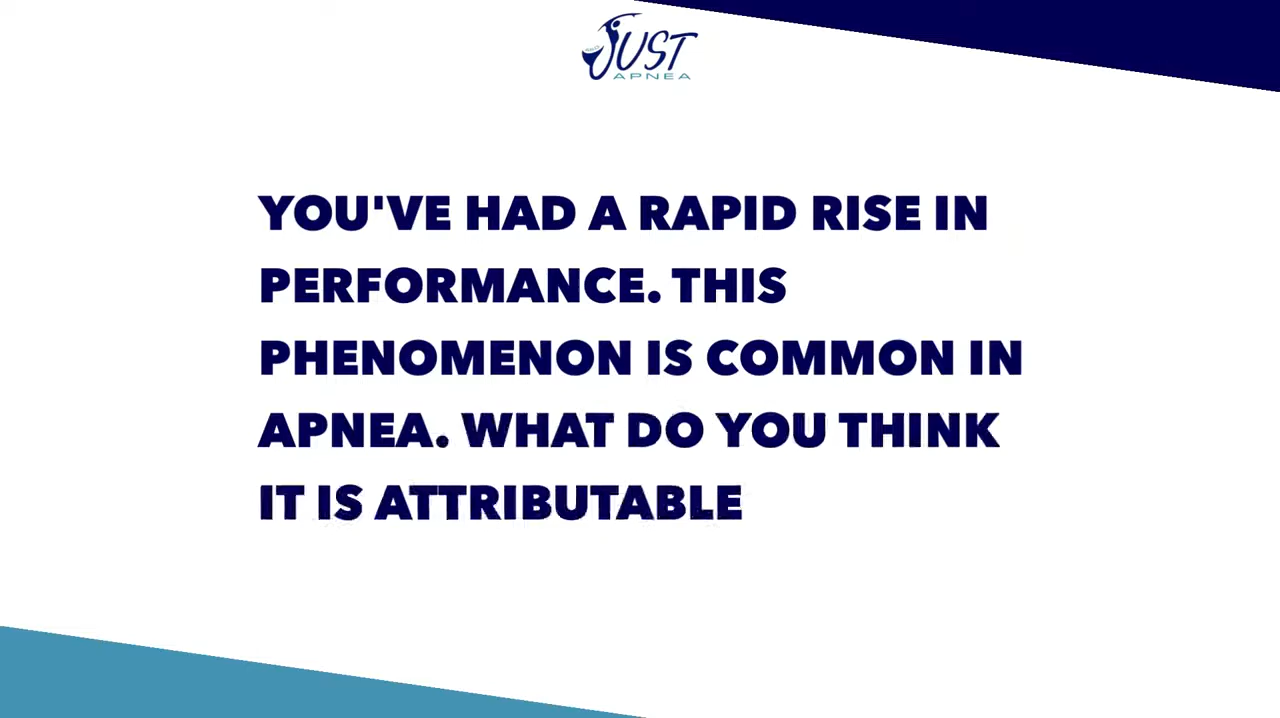 JUST
APNEA
YOU'VE HAD A RAPID RISE IN
PERFORMANCE. THIS
PHENOMENON IS COMMON IN
APNEA. WHAT DO YOU THINK
IT IS ATTRIBUTABLE